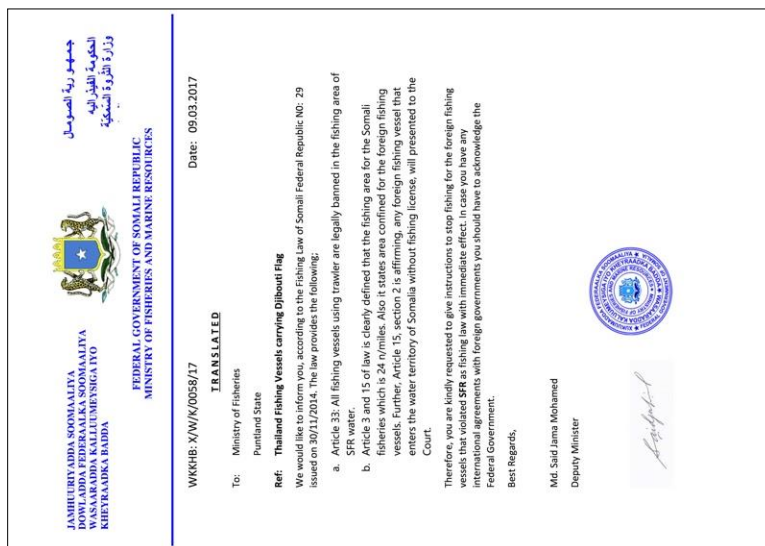 JAMHUURIYADDA SOOMAALIYA
DOWLADDA FEDERAALKA SOOMAALIYA
WASAARADDA KALLUUMEYSIGA IYO
KHEYRAADKA BADDA
جمهورية الصومال
الحكومة الفيدرالية
وزارة الثروة السمكية
FEDERAL GOVERNMENT OF SOMALI REPUBLIC
MINISTRY OF FISHERIES AND MARINE RESOURCES
WKKHB: X/W/K/0058/17 Date: 09.03.2017
TRANSLATED
To: Ministry of Fisheries
Puntland State
Ref: Thailand Fishing Vessels carrying Djibouti Flag
We would like to inform you, according to the Fishing Law of Somali Federal Republic N0: 29
issued on 30/11/2014. The law provides the following;
a. Article 33: All fishing vessels using trawler are legally banned in the fishing area of
SFR water.
b. Article 3 and 15 of law is clearly defined that the fishing area for the Somali
fisheries which is 24 n/miles. Also it states area confined for the foreign fishing
vessels. Further, Article 15, section 2 is affirming, any foreign fishing vessel that
enters the water territory of Somalia without fishing license, will presented to the
Court.
Therefore, you are kindly requested to give instructions to stop fishing for the foreign fishing
vessels that violated SFR as fishing law with immediate effect. In case you have any
international agreements with foreign governments you should have to acknowledge the
Federal Government.
Best Regards,
Md. Said Jama Mohamed
Deputy Minister